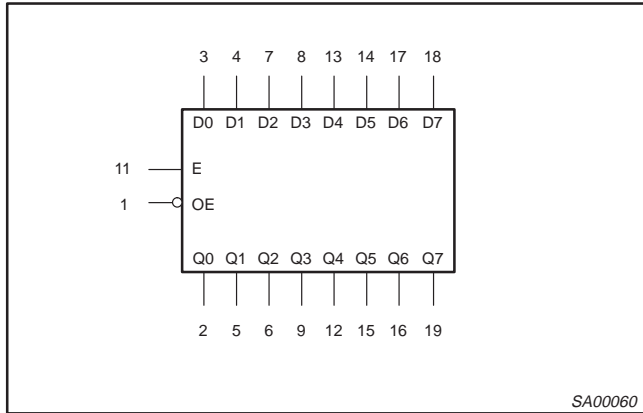 3 4 7 8 13 14 17 18
D0 D1 D2 D3 D4 D5 D6 D7
11 E
1 OE
Q0 Q1 Q2 Q3 Q4 Q5 Q6 Q7
2 5 6 9 12 15 16 19
SA00060